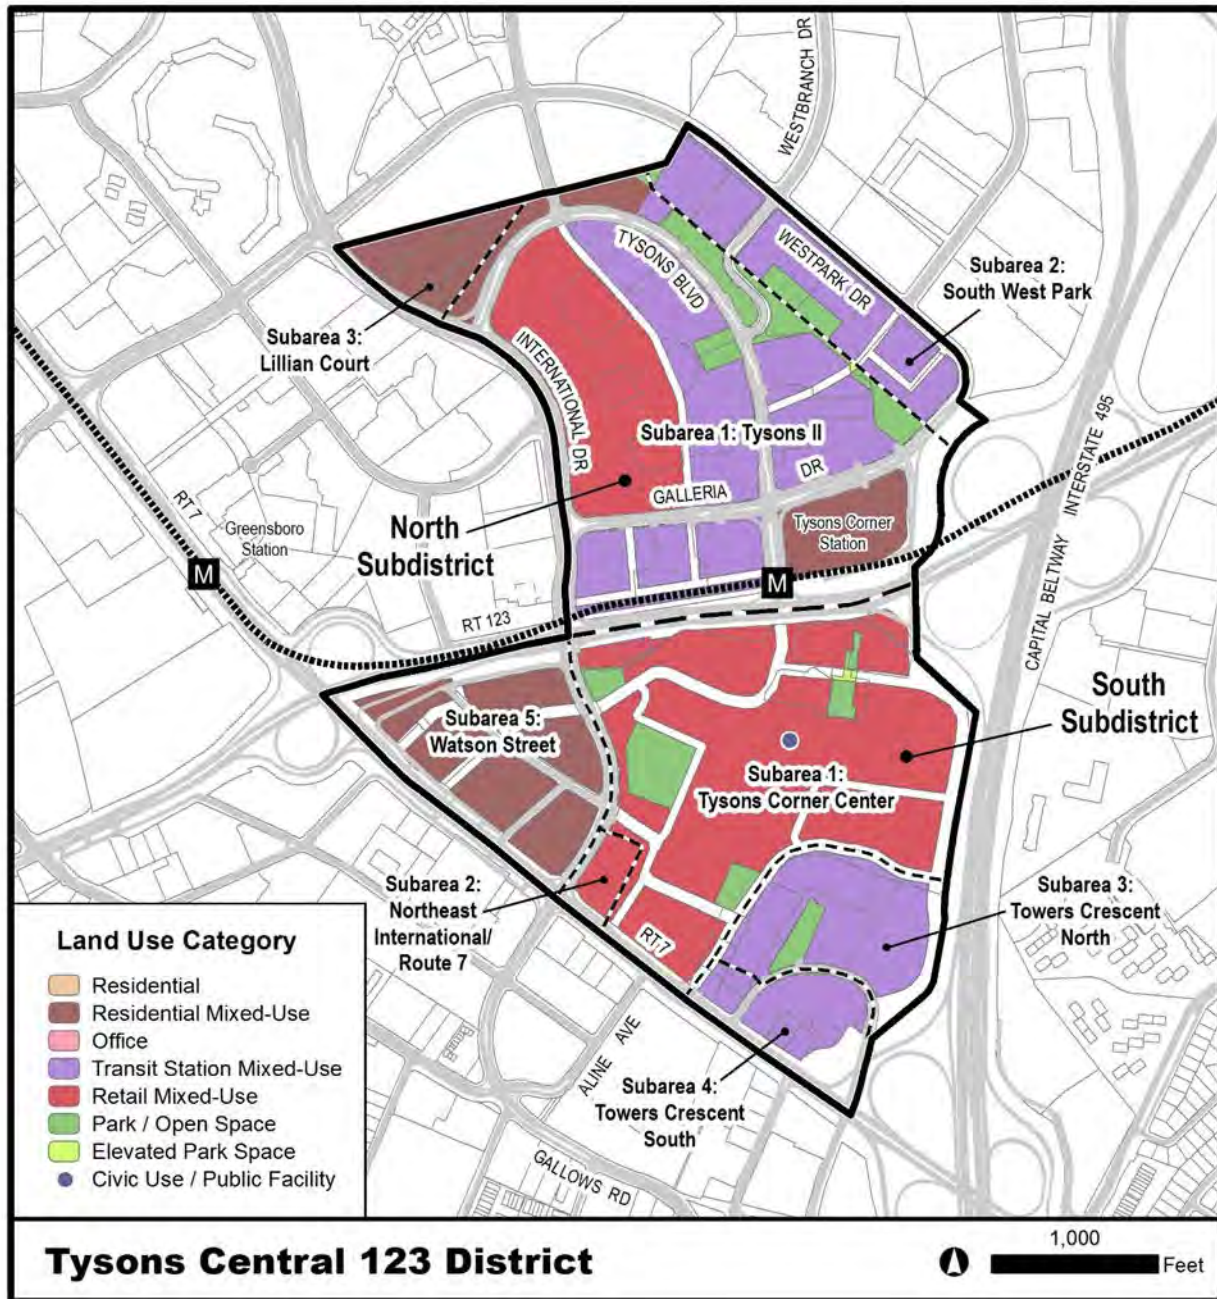 WESTBRANCH DR
WESTPARK DR
TYSONS BLVD
Subarea 2:
South West Park
Subarea 3:
Lillian Court
INTERNATIONAL DR
Subarea 1: Tysons II
CAPITAL BELTWAY INTERSTATE 495
GALLERIA DR
RT 7
Greensboro
Station
M
North
Subdistrict
Tysons Corner
Station
M
RT 123
South
Subdistrict
Subarea 5:
Watson Street
Subarea 1:
Tysons Corner Center
Subarea 2:
Northeast
International/
Route 7
Subarea 3:
Towers Crescent
North
RT 7
ALINE AVE
Subarea 4:
Towers Crescent
South
GALLOWS RD
Land Use Category
Residential
Residential Mixed-Use
Office
Transit Station Mixed-Use
Retail Mixed-Use
Park / Open Space
Elevated Park Space
Civic Use / Public Facility
Tysons Central 123 District
1,000
Feet